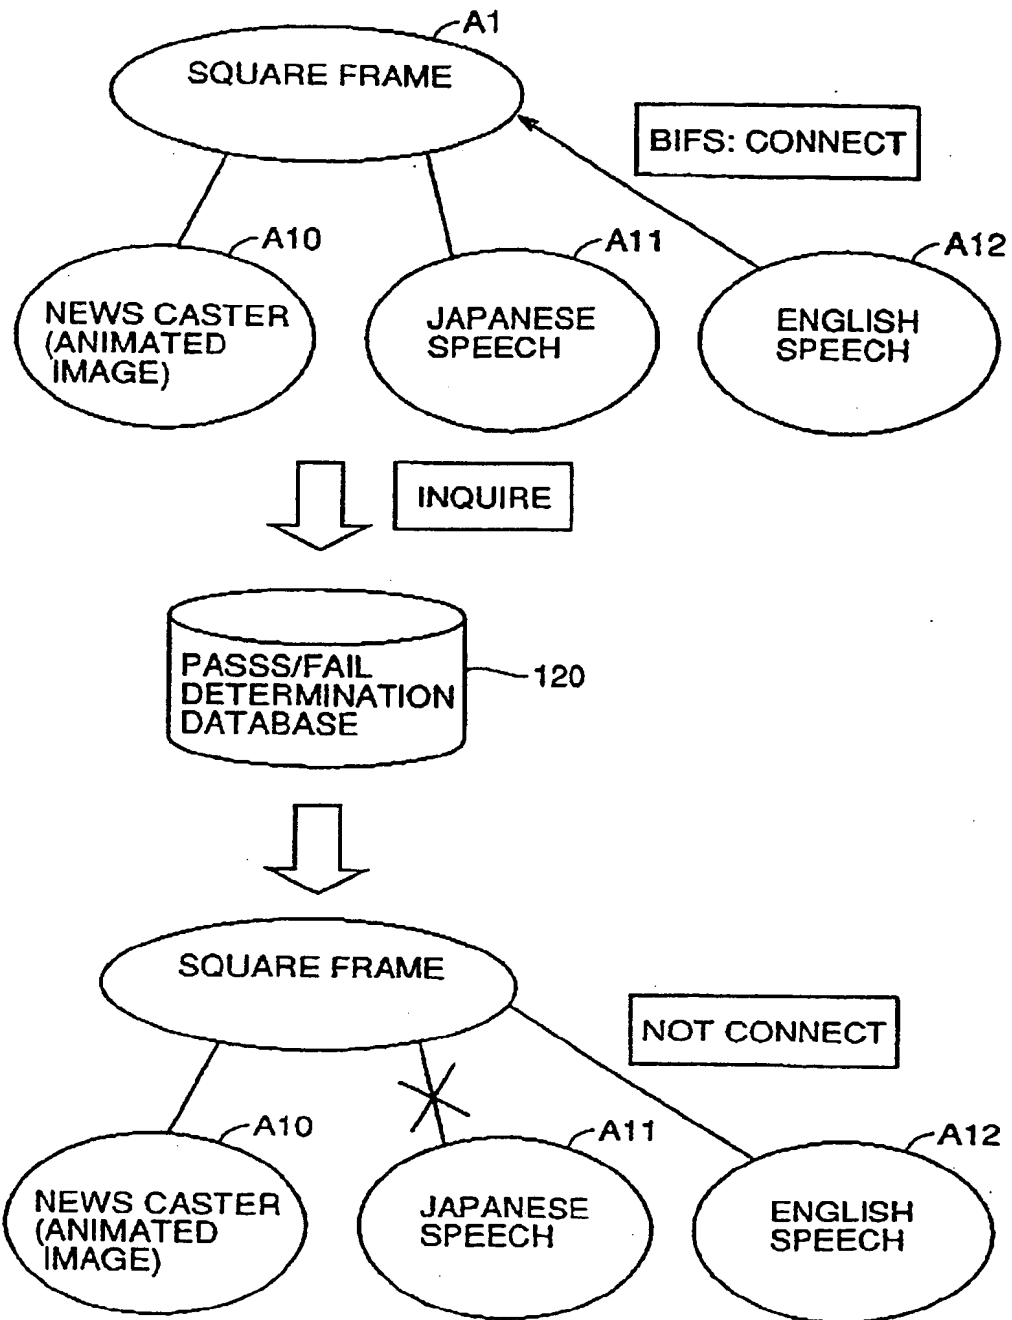 A1
SQUARE FRAME
BIFS: CONNECT
A10
A11
A12
NEWS CASTER
(ANIMATED
IMAGE)
JAPANESE
SPEECH
ENGLISH
SPEECH
INQUIRE
PASSS/FAIL
DETERMINATION
DATABASE
120
SQUARE FRAME
NOT CONNECT
A10
A11
A12
NEWS CASTER
(ANIMATED
IMAGE)
JAPANESE
SPEECH
ENGLISH
SPEECH